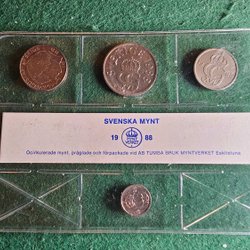 SVENSKA MYNT
19 88
Ocirkulerade mynt, präglade och förpackade vid AB TUMBA BRUK MYNTVERKET Eskilstuna